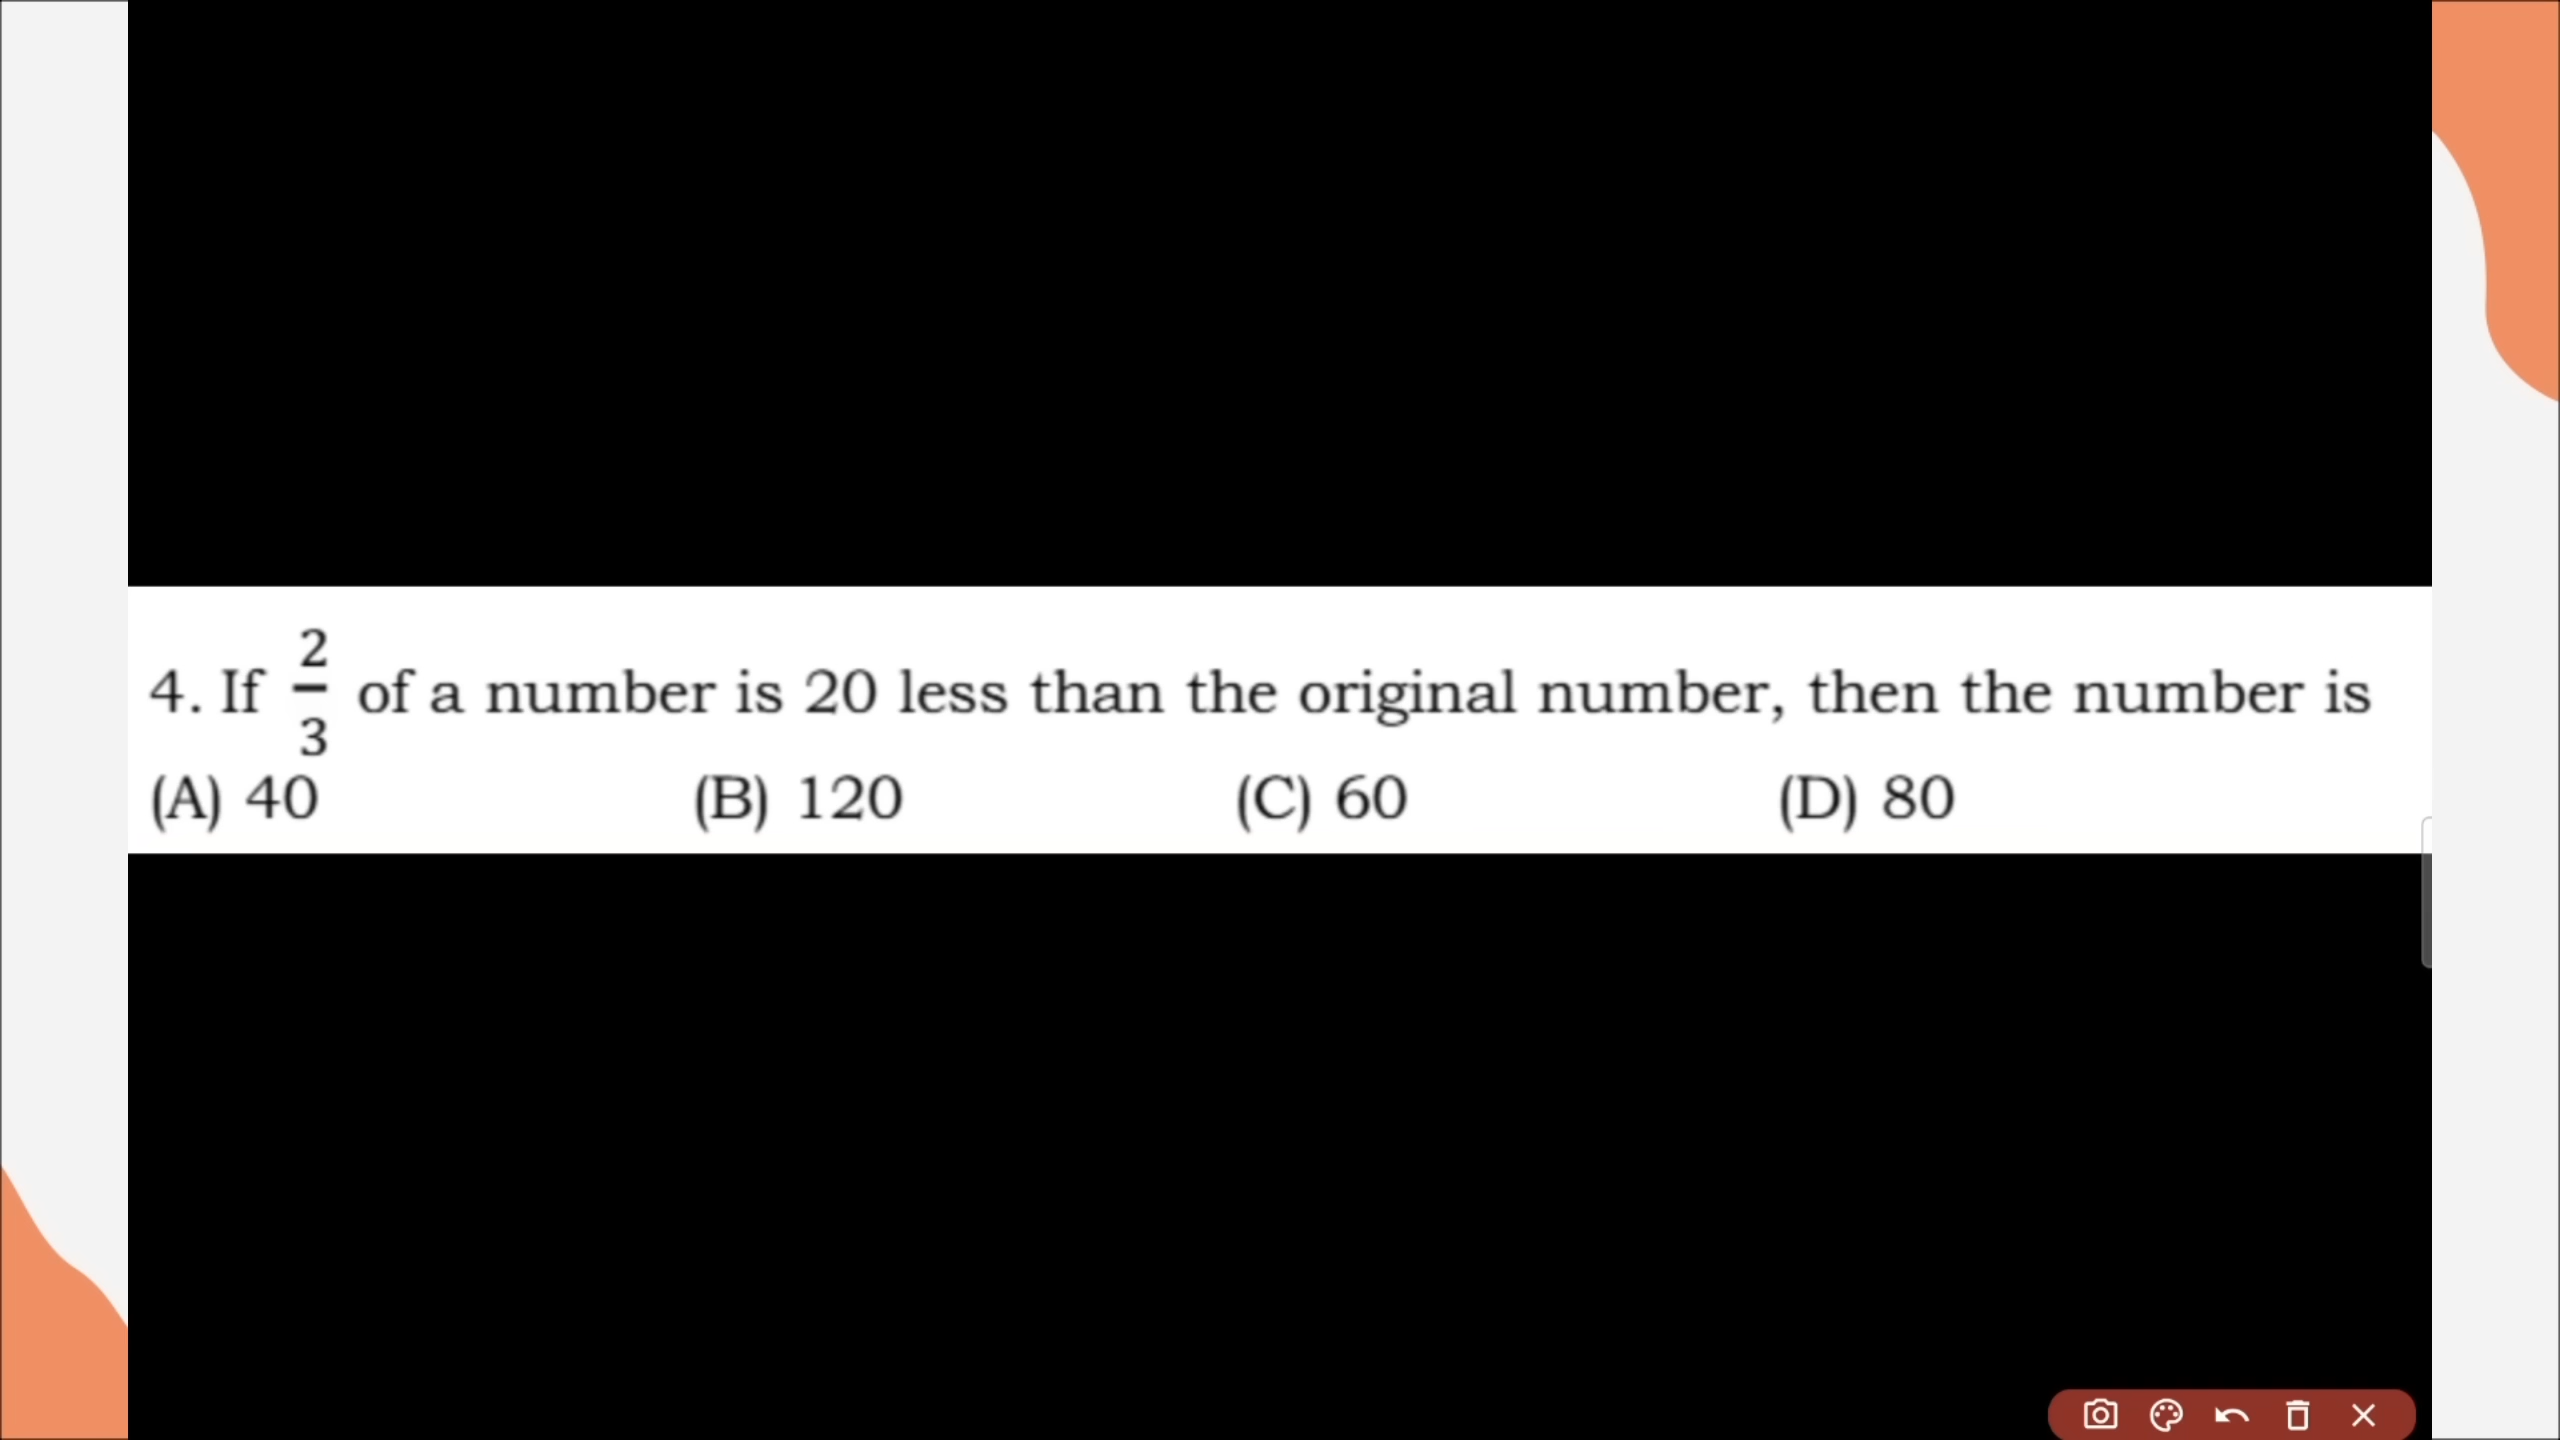 4. If 2/3 of a number is 20 less than the original number, then the number is
(A) 40 (B) 120 (C) 60 (D) 80